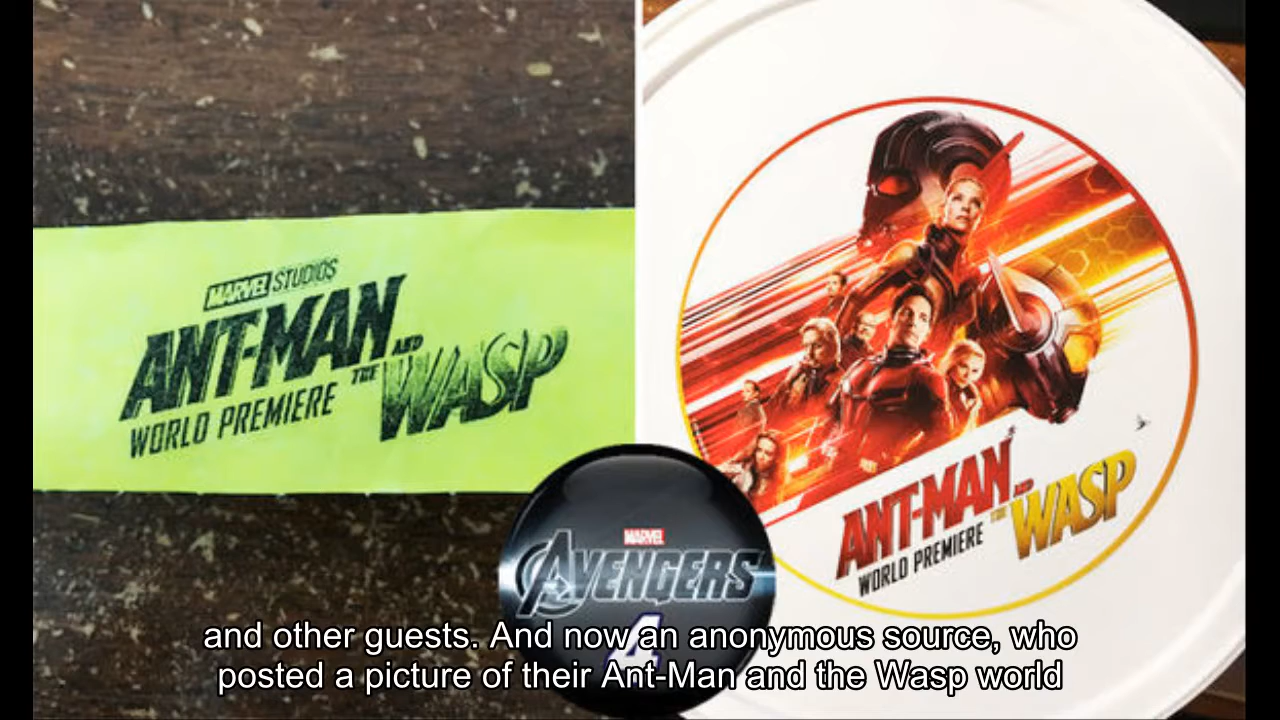 MARVEL STUDIOS
ANT-MAN
AND
THE WASP
WORLD PREMIERE
ANT-MAN
AND
THE WASP
WORLD PREMIERE
MARVEL
AVENGERS
4
and other guests. And now an anonymous source, who
posted a picture of their Ant-Man and the Wasp world